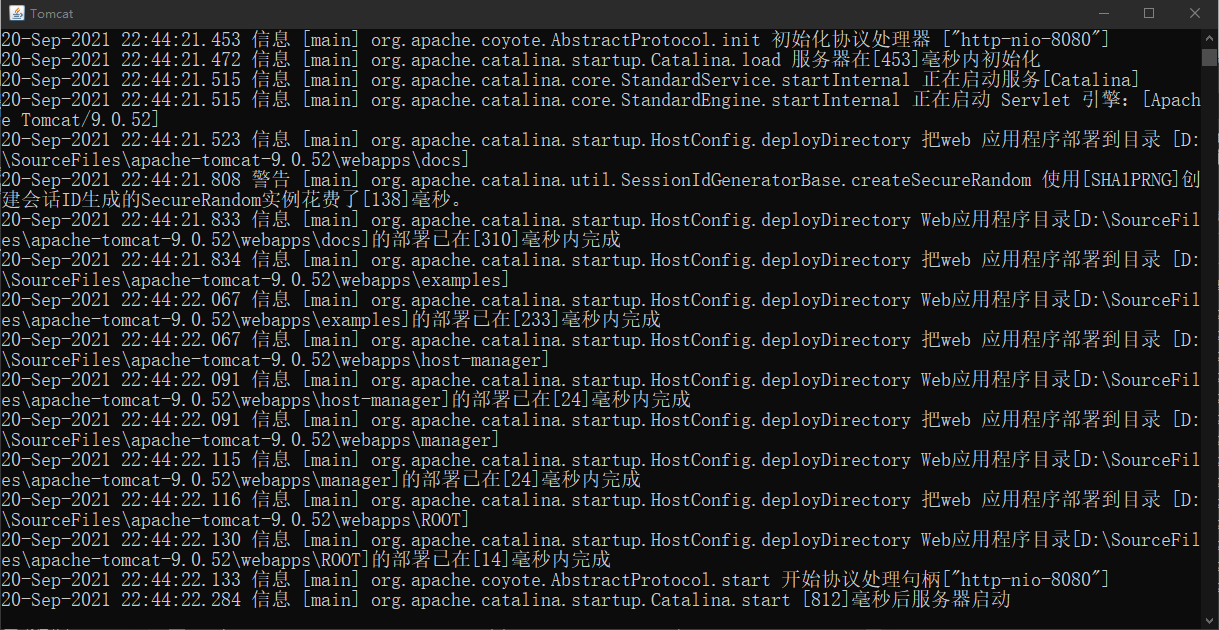 Tomcat
20-Sep-2021 22:44:21.453 信息 [main] org.apache.coyote.AbstractProtocol.init 初始化协议处理器 ["http-nio-8080"]
20-Sep-2021 22:44:21.472 信息 [main] org.apache.catalina.startup.Catalina.load 服务器在[453]毫秒内初始化
20-Sep-2021 22:44:21.515 信息 [main] org.apache.catalina.core.StandardService.startInternal 正在启动服务[Catalina]
20-Sep-2021 22:44:21.515 信息 [main] org.apache.catalina.core.StandardEngine.startInternal 正在启动 Servlet 引擎：[Apach
e Tomcat/9.0.52]
20-Sep-2021 22:44:21.523 信息 [main] org.apache.catalina.startup.HostConfig.deployDirectory 把web 应用程序部署到目录 [D:
\SourceFiles\apache-tomcat-9.0.52\webapps\docs]
20-Sep-2021 22:44:21.808 警告 [main] org.apache.catalina.util.SessionIdGeneratorBase.createSecureRandom 使用[SHA1PRNG]创
建会话ID生成的SecureRandom实例花费了[138]毫秒。
20-Sep-2021 22:44:21.833 信息 [main] org.apache.catalina.startup.HostConfig.deployDirectory Web应用程序目录[D:\SourceFil
es\apache-tomcat-9.0.52\webapps\docs]的部署已在[310]毫秒内完成
20-Sep-2021 22:44:21.834 信息 [main] org.apache.catalina.startup.HostConfig.deployDirectory 把web 应用程序部署到目录 [D:
\SourceFiles\apache-tomcat-9.0.52\webapps\examples]
20-Sep-2021 22:44:22.067 信息 [main] org.apache.catalina.startup.HostConfig.deployDirectory Web应用程序目录[D:\SourceFil
es\apache-tomcat-9.0.52\webapps\examples]的部署已在[233]毫秒内完成
20-Sep-2021 22:44:22.067 信息 [main] org.apache.catalina.startup.HostConfig.deployDirectory 把web 应用程序部署到目录 [D:
\SourceFiles\apache-tomcat-9.0.52\webapps\host-manager]
20-Sep-2021 22:44:22.091 信息 [main] org.apache.catalina.startup.HostConfig.deployDirectory Web应用程序目录[D:\SourceFil
es\apache-tomcat-9.0.52\webapps\host-manager]的部署已在[24]毫秒内完成
20-Sep-2021 22:44:22.091 信息 [main] org.apache.catalina.startup.HostConfig.deployDirectory 把web 应用程序部署到目录 [D:
\SourceFiles\apache-tomcat-9.0.52\webapps\manager]
20-Sep-2021 22:44:22.115 信息 [main] org.apache.catalina.startup.HostConfig.deployDirectory Web应用程序目录[D:\SourceFil
es\apache-tomcat-9.0.52\webapps\manager]的部署已在[24]毫秒内完成
20-Sep-2021 22:44:22.116 信息 [main] org.apache.catalina.startup.HostConfig.deployDirectory 把web 应用程序部署到目录 [D:
\SourceFiles\apache-tomcat-9.0.52\webapps\ROOT]
20-Sep-2021 22:44:22.130 信息 [main] org.apache.catalina.startup.HostConfig.deployDirectory Web应用程序目录[D:\SourceFil
es\apache-tomcat-9.0.52\webapps\ROOT]的部署已在[14]毫秒内完成
20-Sep-2021 22:44:22.133 信息 [main] org.apache.coyote.AbstractProtocol.start 开始协议处理句柄["http-nio-8080"]
20-Sep-2021 22:44:22.284 信息 [main] org.apache.catalina.startup.Catalina.start [812]毫秒后服务器启动